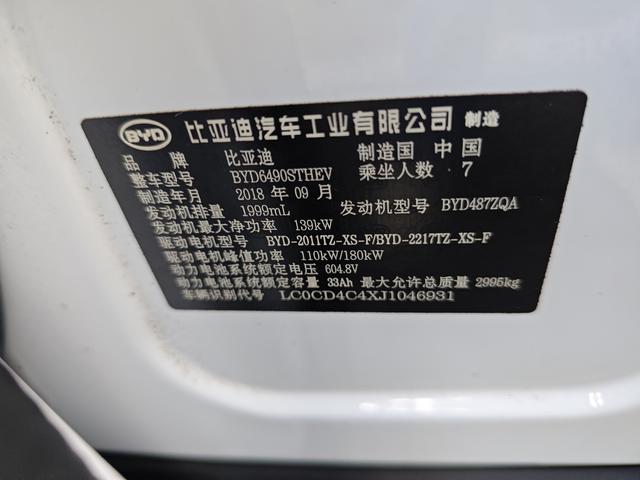 BYD 比亚迪汽车工业有限公司 制造
品牌 比亚迪 制造国 中国
整车型号 BYD6490STHEV 乘坐人数 7
制造年月 2018 年 09 月
发动机排量 1999mL 发动机型号 BYD487ZQA
发动机最大净功率 139kW
驱动电机型号 BYD-2011TZ-XS-F/BYD-2217TZ-XS-F
驱动电机峰值功率 110kW/180kW
动力电池系统额定电压 604.8V
动力电池系统额定容量 33Ah 最大允许总质量 2995kg
车辆识别代号 LC0CD4C4XJ1046931